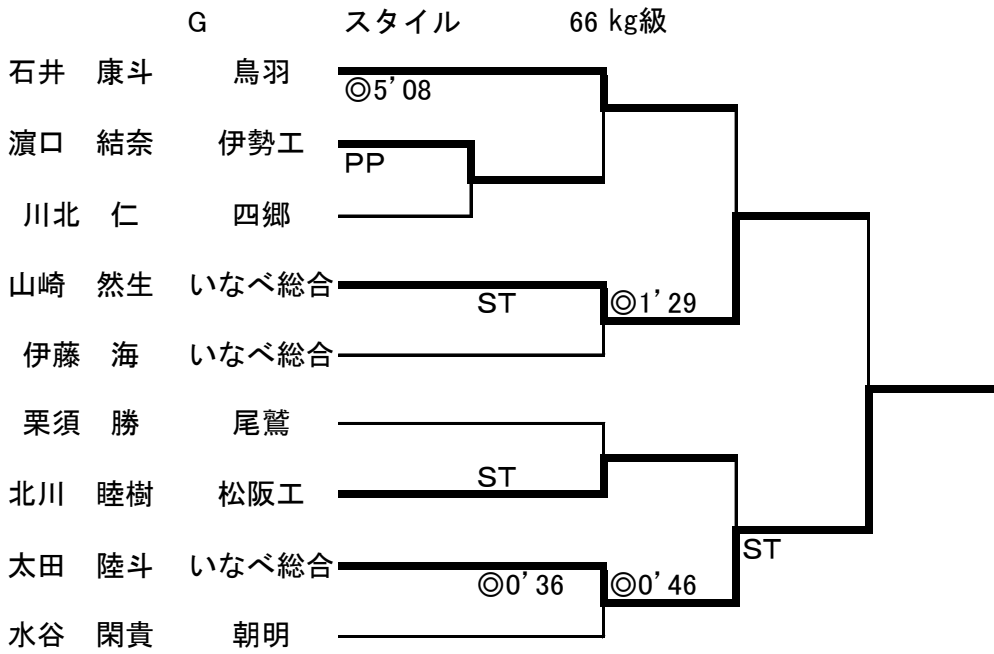 G スタイル 66 kg級
石井 康斗 鳥羽
◎5’08
濵口 結奈 伊勢工
PP
川北 仁 四郷
山崎 然生 いなべ総合
ST ◎1’29
伊藤 海 いなべ総合
栗須 勝 尾鷲
ST
北川 睦樹 松阪工
太田 陸斗 いなべ総合
ST
◎0’36 ◎0’46
水谷 閑貴 朝明